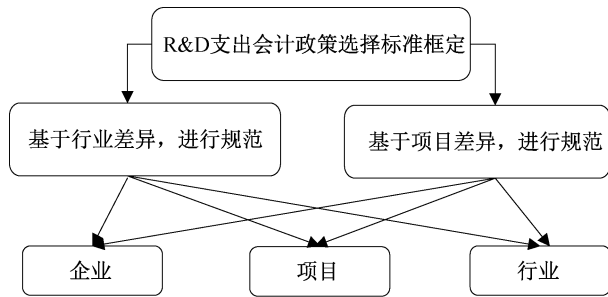 R&D支出会计政策选择标准框定
基于行业差异，进行规范
基于项目差异，进行规范
企业
项目
行业